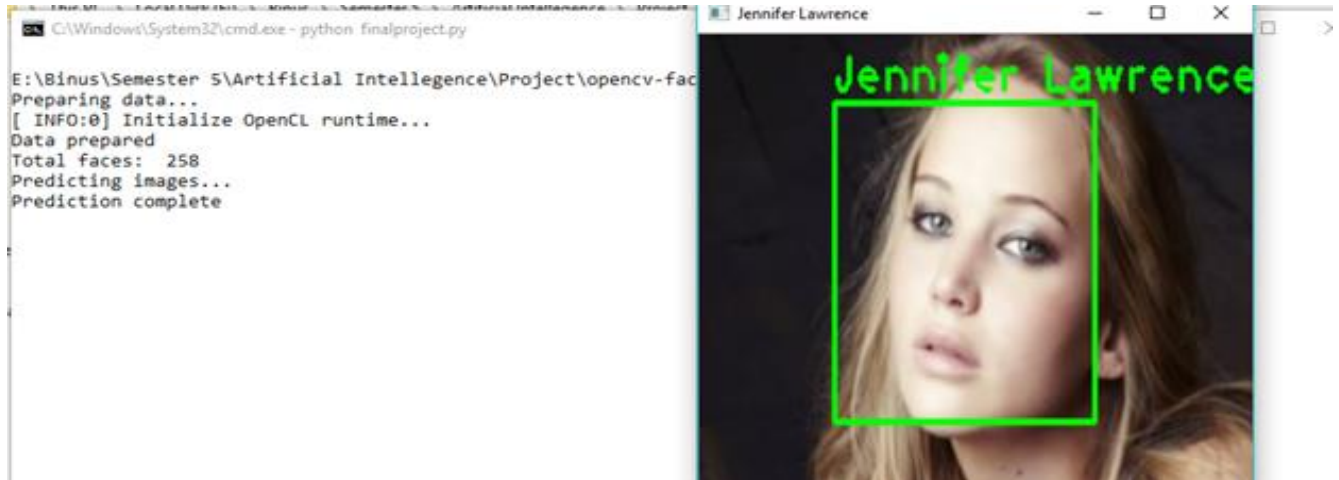 C:\Windows\System32\cmd.exe - python finalproject.py
E:\Binus\Semester 5\Artificial Intellegence\Project\opencv-fac
Preparing data...
[ INFO:0] Initialize OpenCL runtime...
Data prepared
Total faces: 258
Predicting images...
Prediction complete
Jennifer Lawrence
Jennifer Lawrence